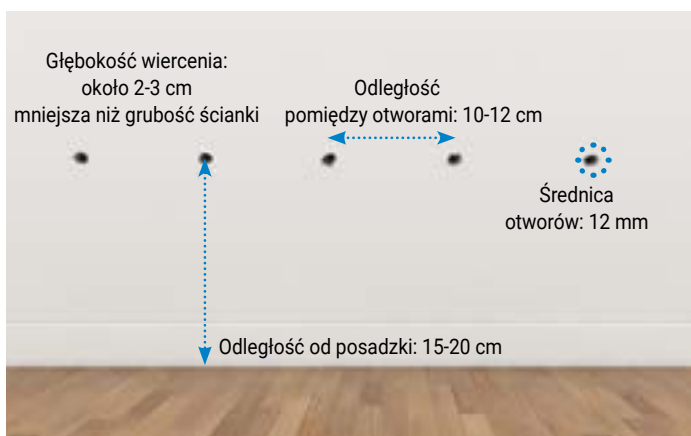 Głębokość wiercenia:
około 2-3 cm
mniejsza niż grubość ścianki
Odległość
pomiędzy otworami: 10-12 cm
Średnica
otworów: 12 mm
Odległość od posadzki: 15-20 cm